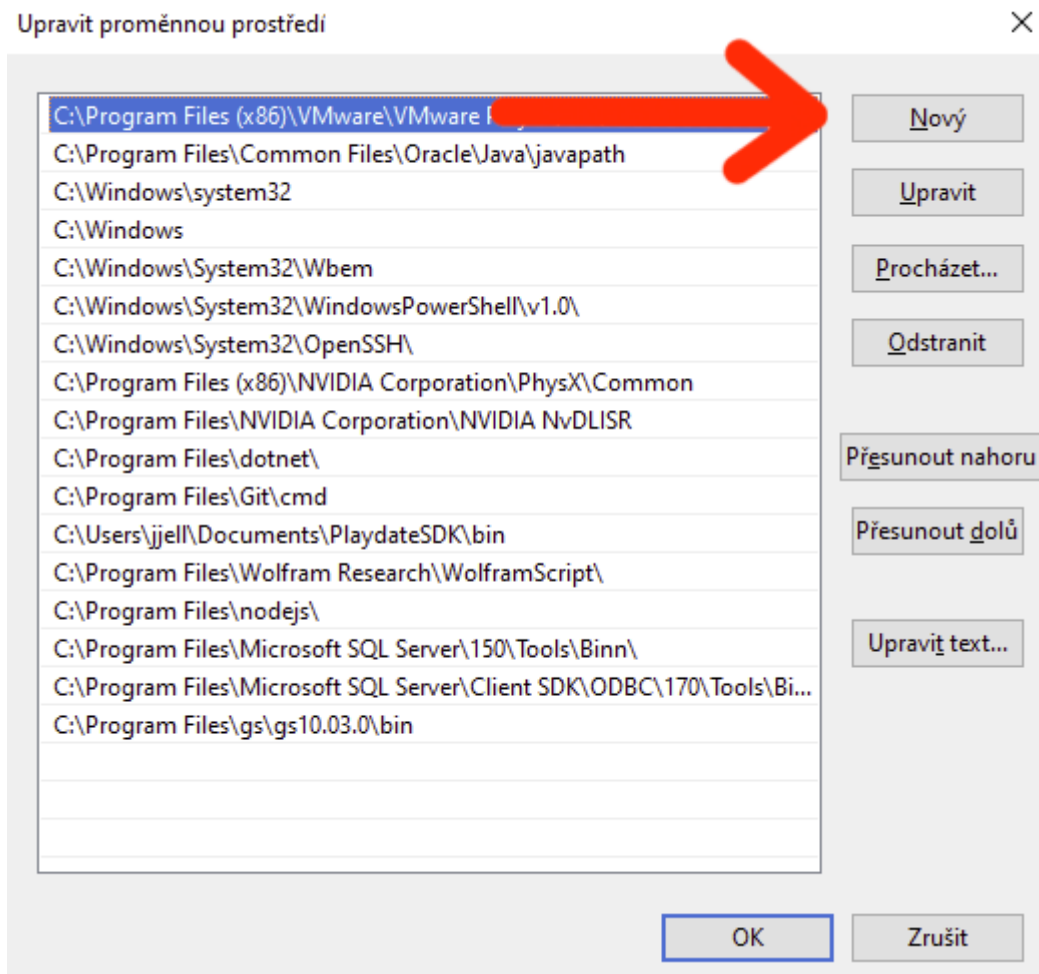 Upravit proměnnou prostředí
C:\Program Files (x86)\VMware\VMware
Nový
C:\Program Files\Common Files\Oracle\Java\javapath
C:\Windows\system32
Upravit
C:\Windows
C:\Windows\System32\Wbem
Procházet...
C:\Windows\System32\WindowsPowerShell\v1.0\
C:\Windows\System32\OpenSSH\
Odstranit
C:\Program Files (x86)\NVIDIA Corporation\PhysX\Common
C:\Program Files\NVIDIA Corporation\NVIDIA NvDLISR
C:\Program Files\dotnet\
Přesunout nahoru
C:\Program Files\Git\cmd
C:\Users\jjell\Documents\PlaydateSDK\bin
Přesunout dolů
C:\Program Files\Wolfram Research\WolframScript\
C:\Program Files\nodejs\
C:\Program Files\Microsoft SQL Server\150\Tools\Binn\
Upravit text...
C:\Program Files\Microsoft SQL Server\Client SDK\ODBC\170\Tools\Bi...
C:\Program Files\gs\gs10.03.0\bin
OK
Zrušit